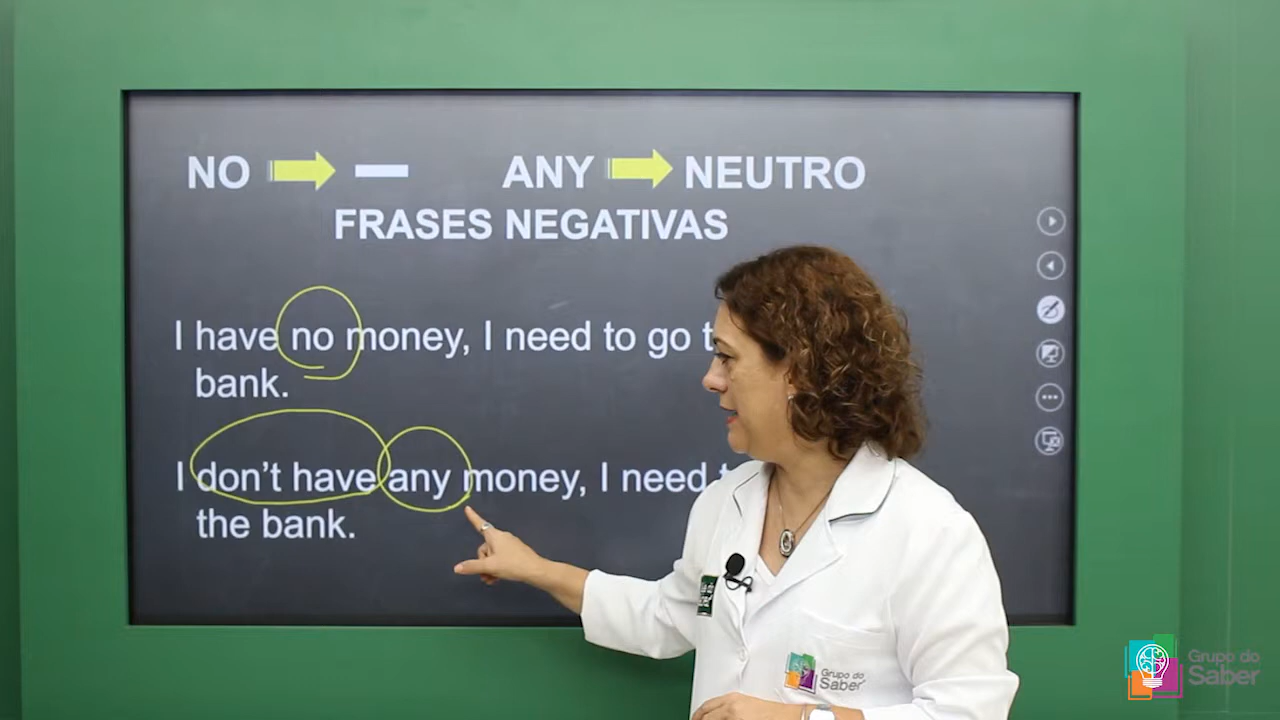 NO — ANY NEUTRO
FRASES NEGATIVAS
I have no money, I need to go t
bank.
I don't have any money, I need
the bank.
Grupo do
Saber
Grupo do
Saber